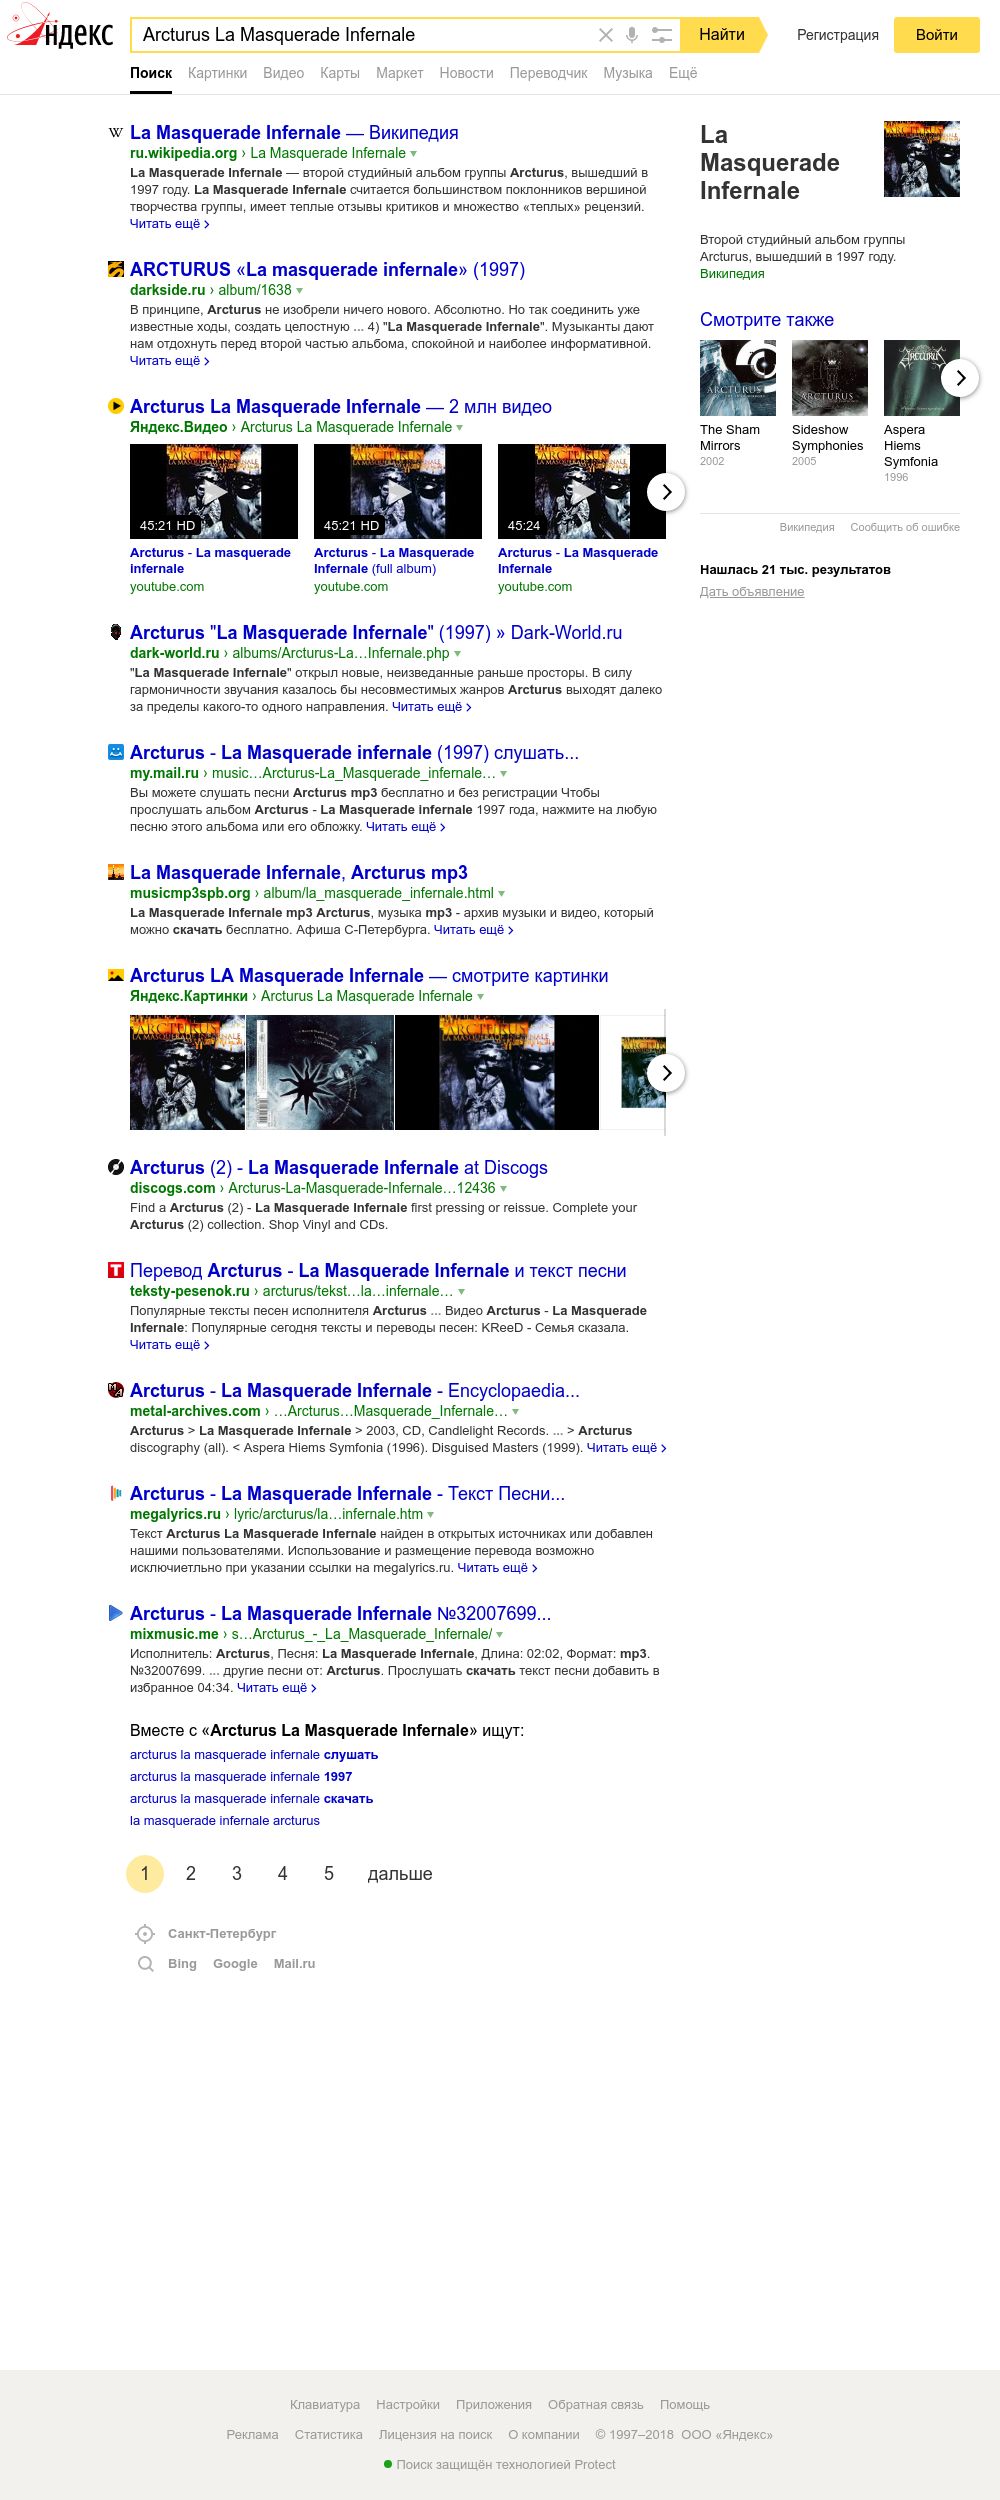 Яндекс
Arcturus La Masquerade Infernale
Найти
Регистрация
Войти
Поиск Картинки Видео Карты Маркет Новости Переводчик Музыка Ещё
La Masquerade Infernale — Википедия
ru.wikipedia.org › La Masquerade Infernale
La Masquerade Infernale — второй студийный альбом группы Arcturus, вышедший в
1997 году. La Masquerade Infernale считается большинством поклонников вершиной
творчества группы, имеет теплые отзывы критиков и множество «теплых» рецензий.
Читать ещё
ARCTURUS «La masquerade infernale» (1997)
darkside.ru › album/1638
В принципе, Arcturus не изобрели ничего нового. Абсолютно. Но так соединить уже
известные ходы, создать целостную ... 4) "La Masquerade Infernale". Музыканты дают
нам отдохнуть перед второй частью альбома, спокойной и наиболее информативной.
Читать ещё
Arcturus La Masquerade Infernale — 2 млн видео
Яндекс.Видео › Arcturus La Masquerade Infernale
45:21 HD
45:21 HD
45:24
Arcturus - La masquerade
infernale
youtube.com
Arcturus - La Masquerade
Infernale (full album)
youtube.com
Arcturus - La Masquerade
Infernale
youtube.com
Arcturus "La Masquerade Infernale" (1997) » Dark-World.ru
dark-world.ru › albums/Arcturus-La…Infernale.php
"La Masquerade infernale" открыл новые, неизведанные раньше просторы. В силу
гармоничности звучания казалось бы несовместимых жанров Arcturus выходят далеко
за пределы какого-то одного направления. Читать ещё
Arcturus - La Masquerade infernale (1997) слушать...
my.mail.ru › music…Arcturus-La_Masquerade_infernale…
Вы можете слушать песни Arcturus mp3 бесплатно и без регистрации Чтобы
прослушать альбом Arcturus - La Masquerade infernale 1997 года, нажмите на любую
песню этого альбома или его обложку. Читать ещё
La Masquerade Infernale, Arcturus mp3
musicmp3spb.org › album/la_masquerade_infernale.html
La Masquerade Infernale mp3 Arcturus, музыка mp3 - архив музыки и видео, который
можно скачать бесплатно. Афиша С-Петербурга. Читать ещё
Arcturus LA Masquerade Infernale — смотрите картинки
Яндекс.Картинки › Arcturus La Masquerade Infernale
Arcturus (2) - La Masquerade Infernale at Discogs
discogs.com › Arcturus-La-Masquerade-Infernale…12436
Find a Arcturus (2) - La Masquerade Infernale first pressing or reissue. Complete your
Arcturus (2) collection. Shop Vinyl and CDs.
Перевод Arcturus - La Masquerade Infernale и текст песни
teksty-pesenok.ru › arcturus/tekst…la…infernale…
Популярные тексты песен исполнителя Arcturus ... Видео Arcturus - La Masquerade
Infernale: Популярные сегодня тексты и переводы песен: KReeD - Семья сказала.
Читать ещё
Arcturus - La Masquerade Infernale - Encyclopaedia...
metal-archives.com › …Arcturus…Masquerade_Infernale…
Arcturus > La Masquerade Infernale > 2003, CD, Candlelight Records. ... > Arcturus
discography (all). < Aspera Hiems Symfonia (1996). Disguised Masters (1999). Читать ещё
Arcturus - La Masquerade Infernale - Текст Песни...
megalyrics.ru › lyric/arcturus/la…infernale.htm
Текст Arcturus La Masquerade Infernale найден в открытых источниках или добавлен
нашими пользователями. Использование и размещение перевода возможно
исключиетльно при указании ссылки на megalyrics.ru. Читать ещё
Arcturus - La Masquerade Infernale №32007699...
mixmusic.me › s…Arcturus_-_La_Masquerade_Infernale/
Исполнитель: Arcturus, Песня: La Masquerade Infernale, Длина: 02:02, Формат: mp3.
№32007699. ... другие песни от: Arcturus. Прослушать скачать текст песни добавить в
избранное 04:34. Читать ещё
Вместе с «Arcturus La Masquerade Infernale» ищут:
arcturus la masquerade infernale слушать
arcturus la masquerade infernale 1997
arcturus la masquerade infernale скачать
la masquerade infernale arcturus
1 2 3 4 5 дальше
Санкт-Петербург
Bing Google Mail.ru
La
Masquerade
Infernale
Второй студийный альбом группы
Arcturus, вышедший в 1997 году.
Википедия
Смотрите также
The Sham
Mirrors
2002
Sideshow
Symphonies
2005
Aspera
Hiems
Symfonia
1996
Википедия Сообщить об ошибке
Нашлась 21 тыс. результатов
Дать объявление
Клавиатура Настройки Приложения Обратная связь Помощь
Реклама Статистика Лицензия на поиск О компании © 1997–2018 ООО «Яндекс»
Поиск защищён технологией Protect